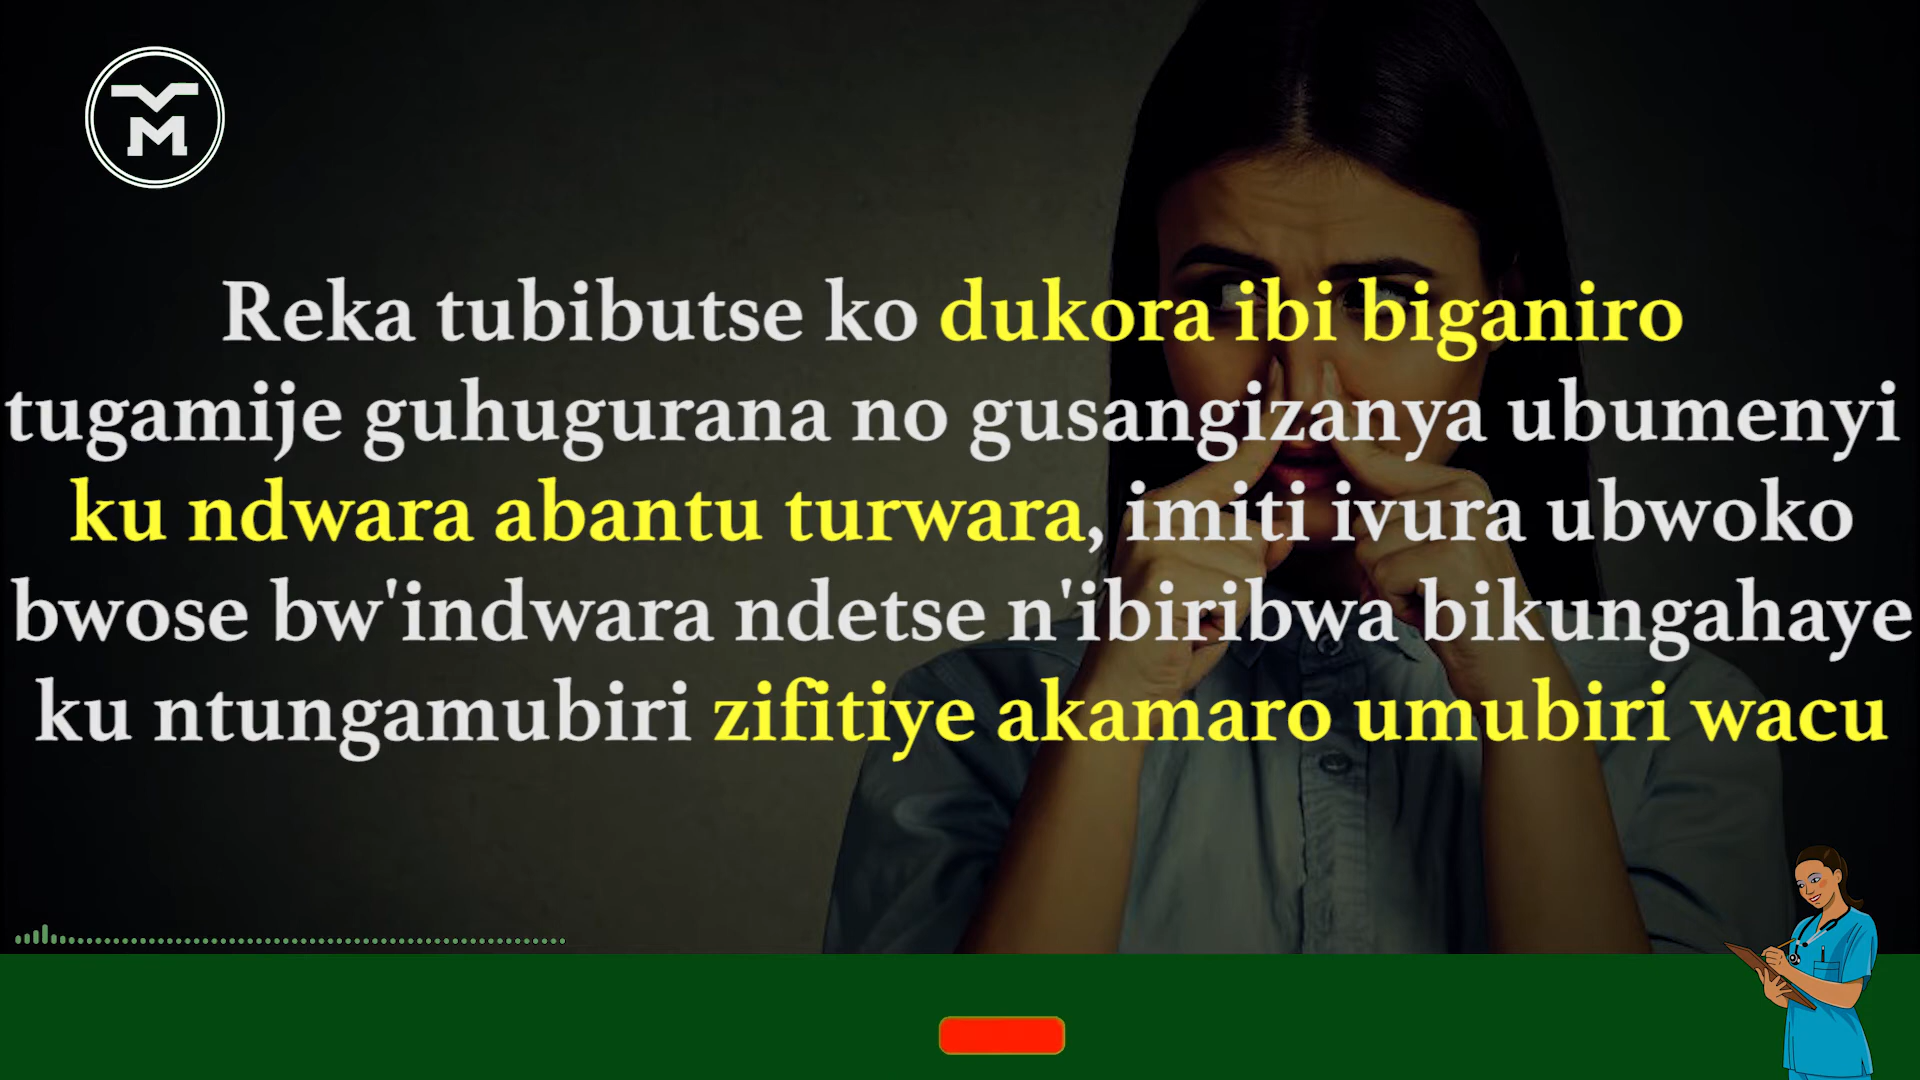 Reka tubibutse ko dukora ibi biganiro
tugamije guhugurana no gusangizanya ubumenyi
ku ndwara abantu turwara, imiti ivura ubwoko
bwose bw'indwara ndetse n'ibiribwa bikungahaye
ku ntungamubiri zifitiye akamaro umubiri wacu